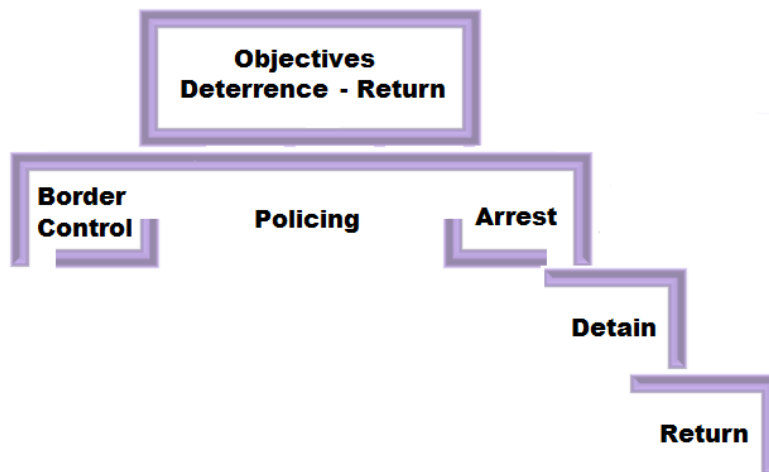 Objectives
Deterrence - Return
Border
Control
Policing
Arrest
Detain
Return